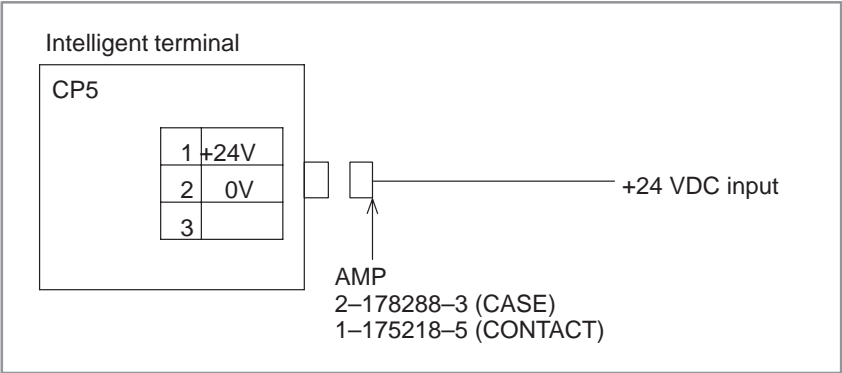 Intelligent terminal
CP5
1 +24V
2 0V
3
+24 VDC input
AMP
2–178288–3 (CASE)
1–175218–5 (CONTACT)